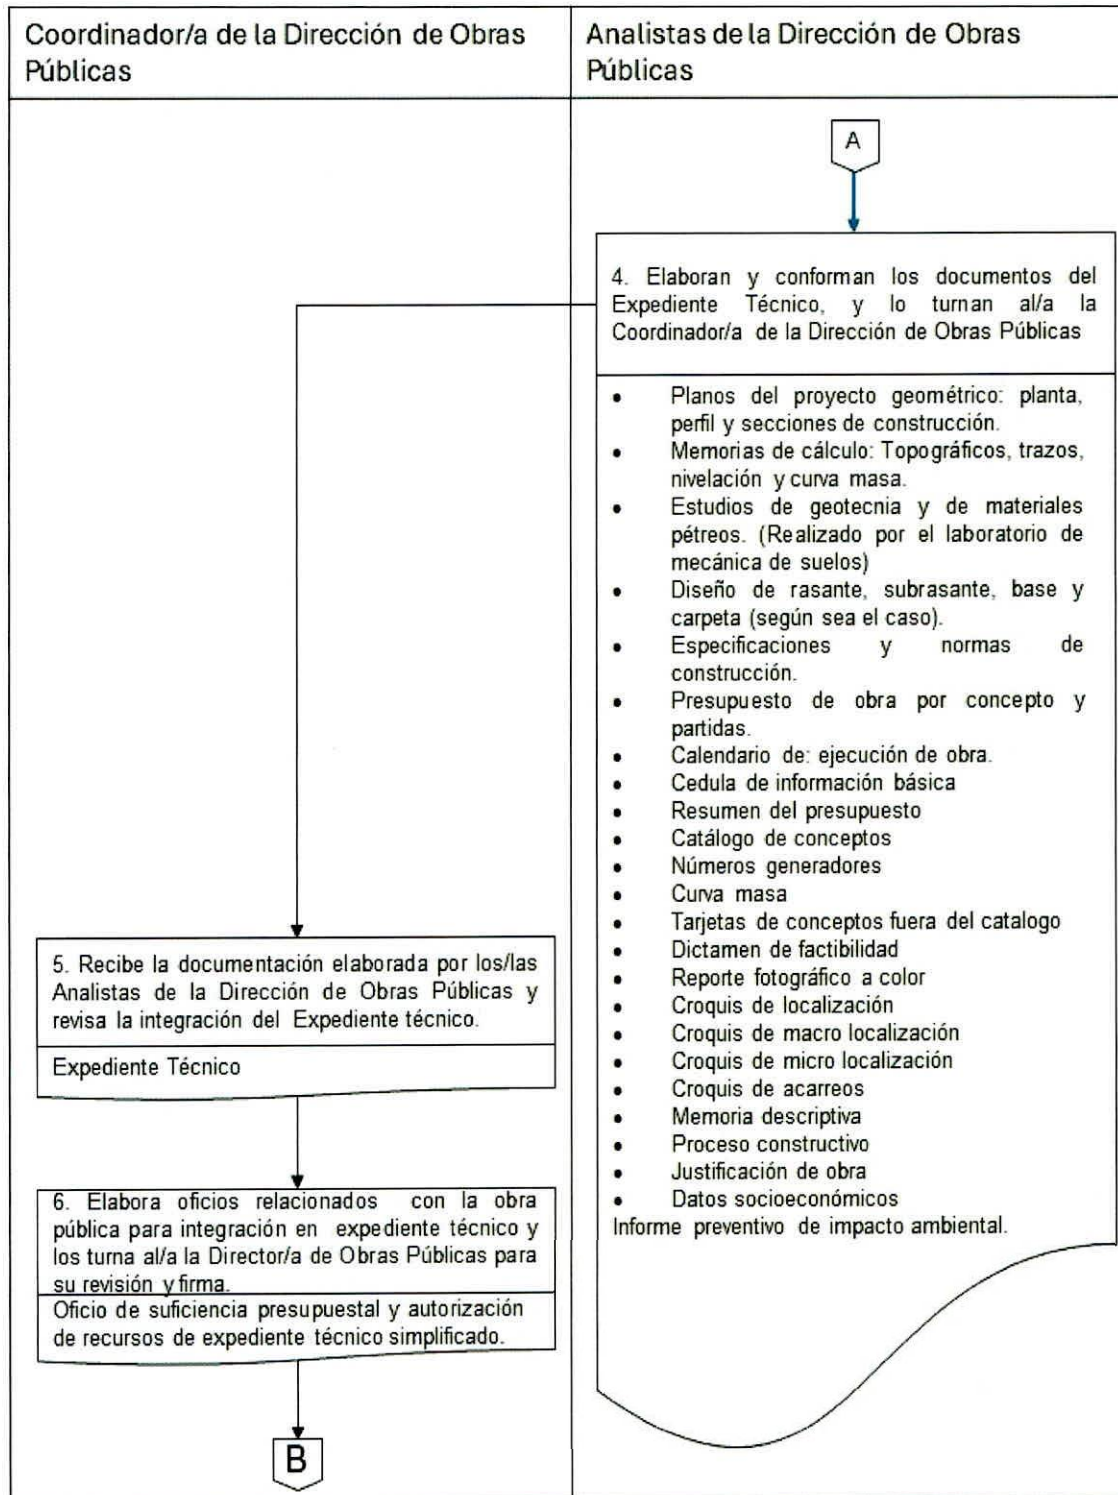 Coordinador/a de la Dirección de Obras
Públicas
Analistas de la Dirección de Obras
Públicas
A
4. Elaboran y conforman los documentos del
Expediente Técnico, y lo turnan al/a la
Coordinador/a de la Dirección de Obras Públicas
• Planos del proyecto geométrico: planta,
perfil y secciones de construcción.
• Memorias de cálculo: Topográficos, trazos,
nivelación y curva masa.
• Estudios de geotecnia y de materiales
pétreos. (Realizado por el laboratorio de
mecánica de suelos)
• Diseño de rasante, subrasante, base y
carpeta (según sea el caso).
• Especificaciones y normas de
construcción.
• Presupuesto de obra por concepto y
partidas.
• Calendario de: ejecución de obra.
• Cedula de información básica
• Resumen del presupuesto
• Catálogo de conceptos
• Números generadores
• Curva masa
• Tarjetas de conceptos fuera del catalogo
• Dictamen de factibilidad
• Reporte fotográfico a color
• Croquis de localización
• Croquis de macro localización
• Croquis de micro localización
• Croquis de acarreos
• Memoria descriptiva
• Proceso constructivo
• Justificación de obra
• Datos socioeconómicos
Informe preventivo de impacto ambiental.
5. Recibe la documentación elaborada por los/las
Analistas de la Dirección de Obras Públicas y
revisa la integración del Expediente técnico.
Expediente Técnico
6. Elabora oficios relacionados con la obra
pública para integración en expediente técnico y
los turna al/a la Director/a de Obras Públicas para
su revisión y firma.
Oficio de suficiencia presupuestal y autorización
de recursos de expediente técnico simplificado.
B